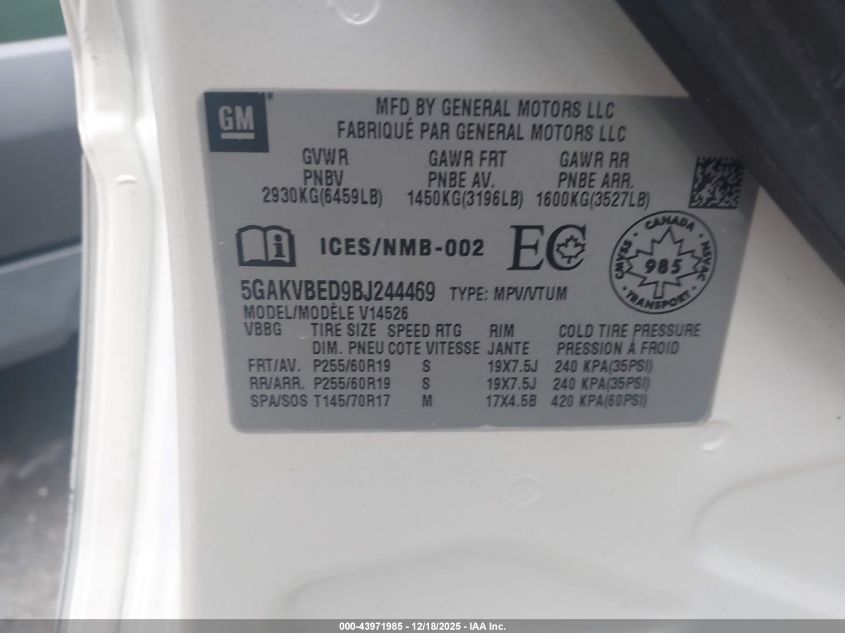 GM
MFD BY GENERAL MOTORS LLC
FABRIQUÉ PAR GENERAL MOTORS LLC
GVWR GAWR FRT GAWR RR
PNBV PNBE AV. PNBE ARR.
2930KG(6459LB) 1450KG(3196LB) 1600KG(3527LB)
ICES/NMB-002 EC
CANADA
CMVSS 985 NSVAC
TRANSPORT
5GAKVBED9BJ244469 TYPE: MPV/VTUM
MODEL/MODÈLE V14526
VBBG TIRE SIZE SPEED RTG RIM COLD TIRE PRESSURE
DIM. PNEU COTE VITESSE JANTE PRESSION À FROID
FRT/AV. P255/60R19 S 19X7.5J 240 KPA(35PSI)
RR/ARR. P255/60R19 S 19X7.5J 240 KPA(35PSI)
SPA/SOS T145/70R17 M 17X4.5B 420 KPA(60PSI)
000-43971985 - 12/18/2025 - IAA Inc.